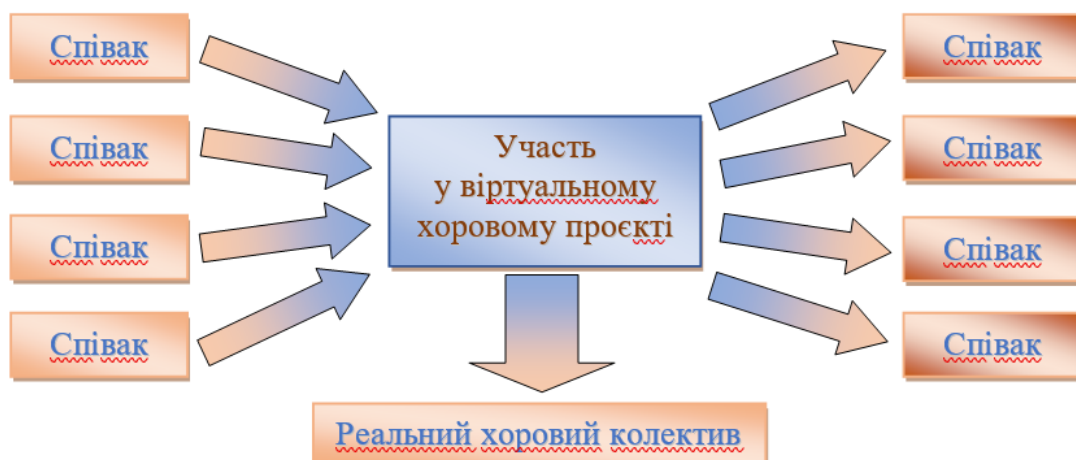 Співак
Співак
Співак
Співак
Участь
у віртуальному
хоровому проєкті
Співак
Співак
Співак
Співак
Реальний хоровий колектив